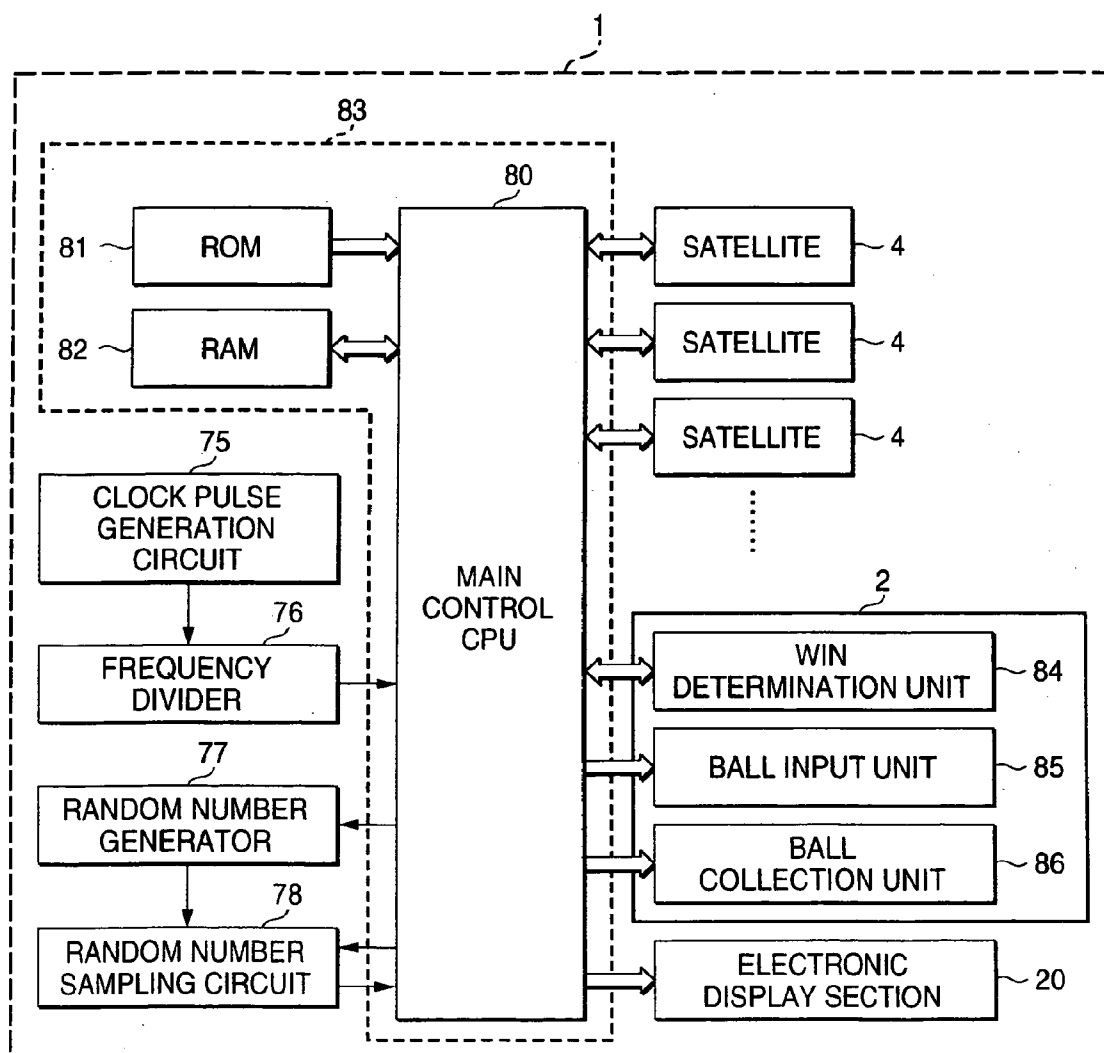 1
83
80
81
ROM
SATELLITE
4
82
RAM
SATELLITE
4
SATELLITE
4
75
CLOCK PULSE
GENERATION
CIRCUIT
MAIN
CONTROL
CPU
2
76
FREQUENCY
DIVIDER
WIN
DETERMINATION UNIT
84
77
BALL INPUT UNIT
85
RANDOM NUMBER
GENERATOR
BALL
COLLECTION UNIT
86
78
RANDOM NUMBER
SAMPLING CIRCUIT
ELECTRONIC
DISPLAY SECTION
20